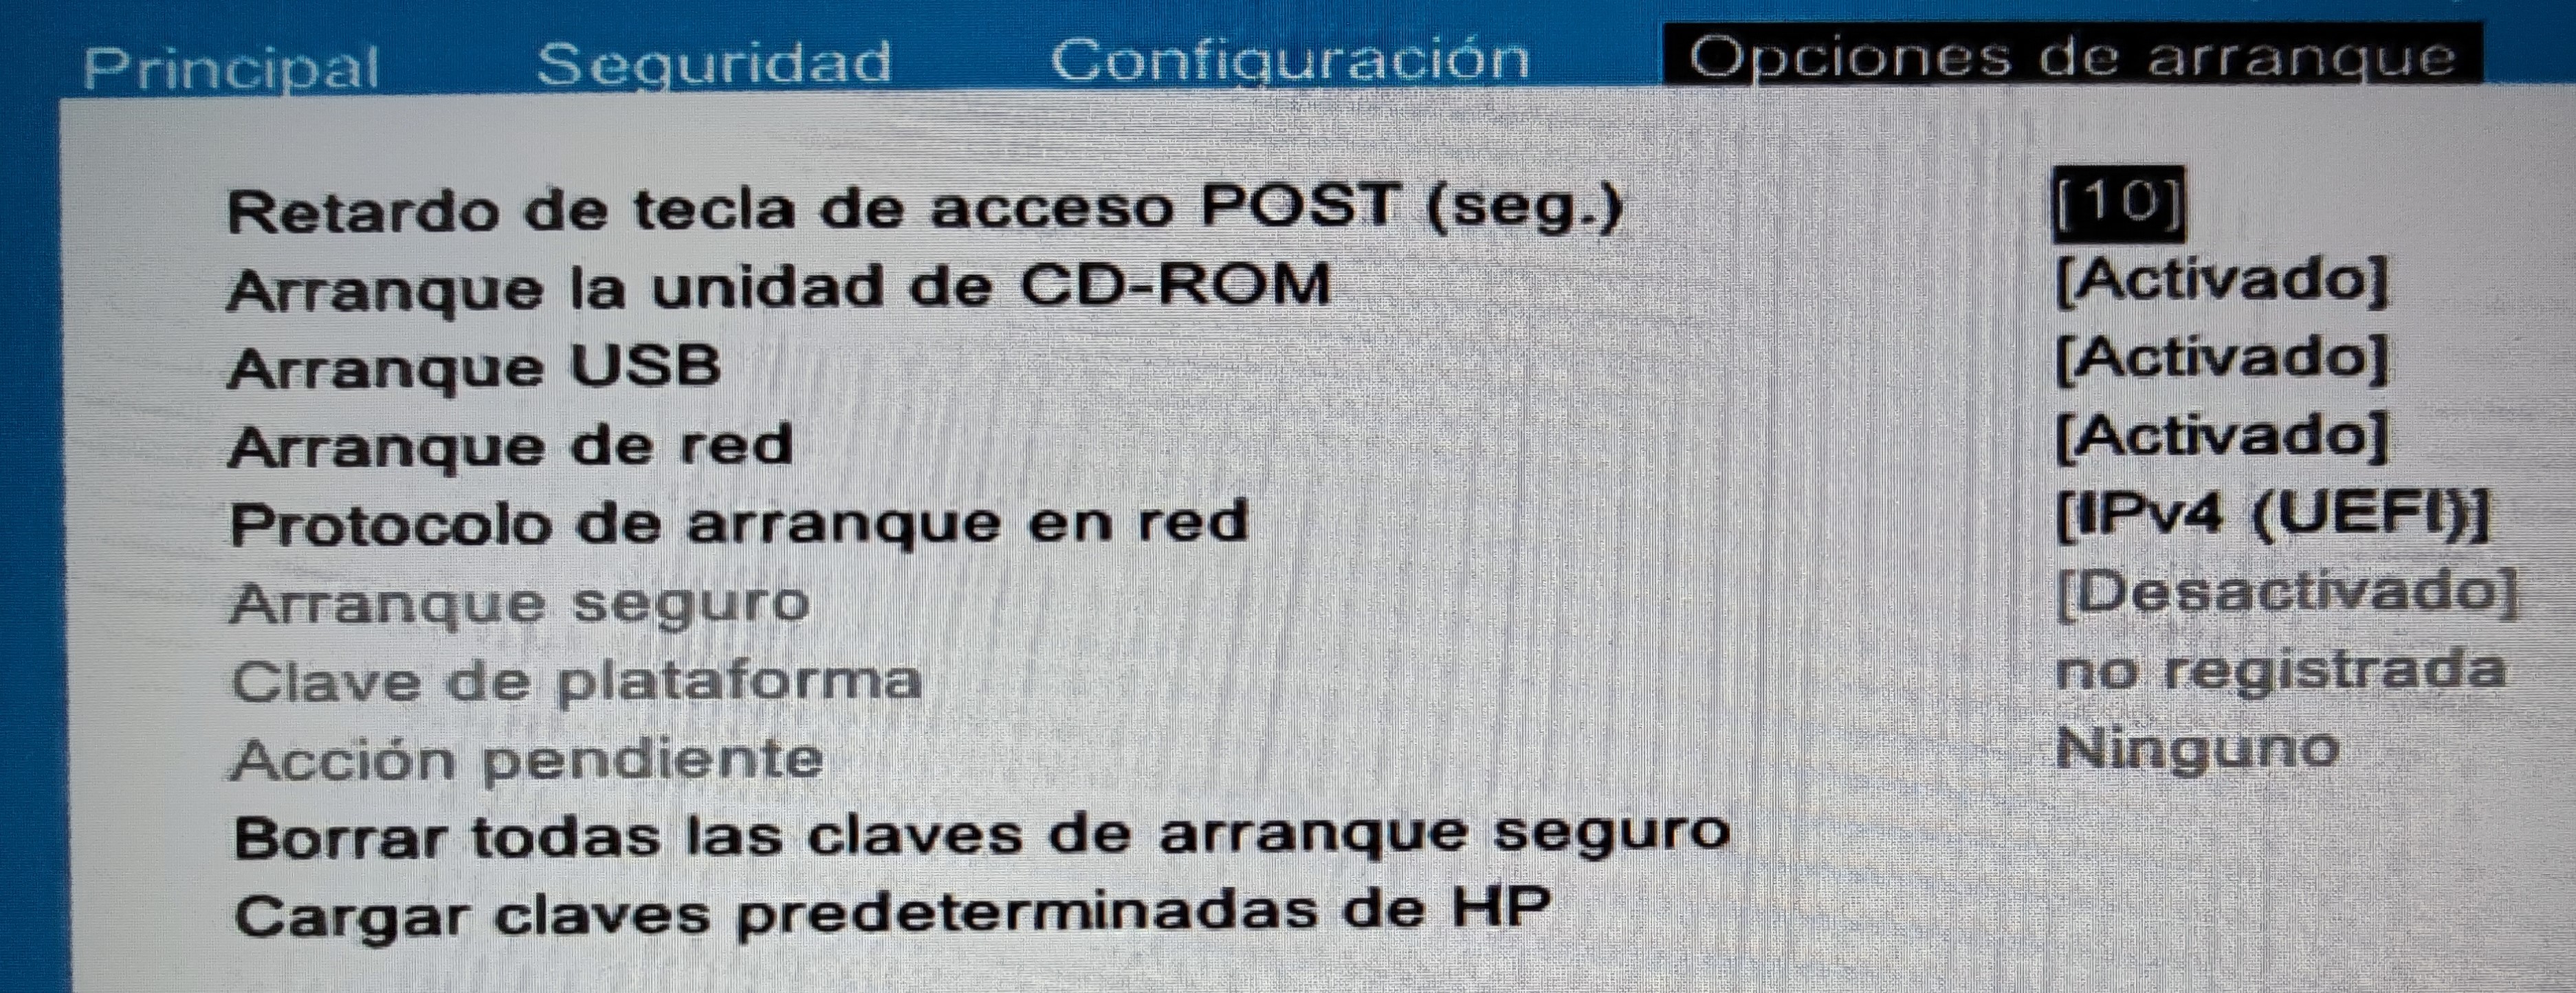 Principal Seguridad Configuración Opciones de arranque
Retardo de tecla de acceso POST (seg.) [10]
Arranque la unidad de CD-ROM [Activado]
Arranque USB [Activado]
Arranque de red [Activado]
Protocolo de arranque en red [IPv4 (UEFI)]
Arranque seguro [Desactivado]
Clave de plataforma no registrada
Acción pendiente Ninguno
Borrar todas las claves de arranque seguro
Cargar claves predeterminadas de HP